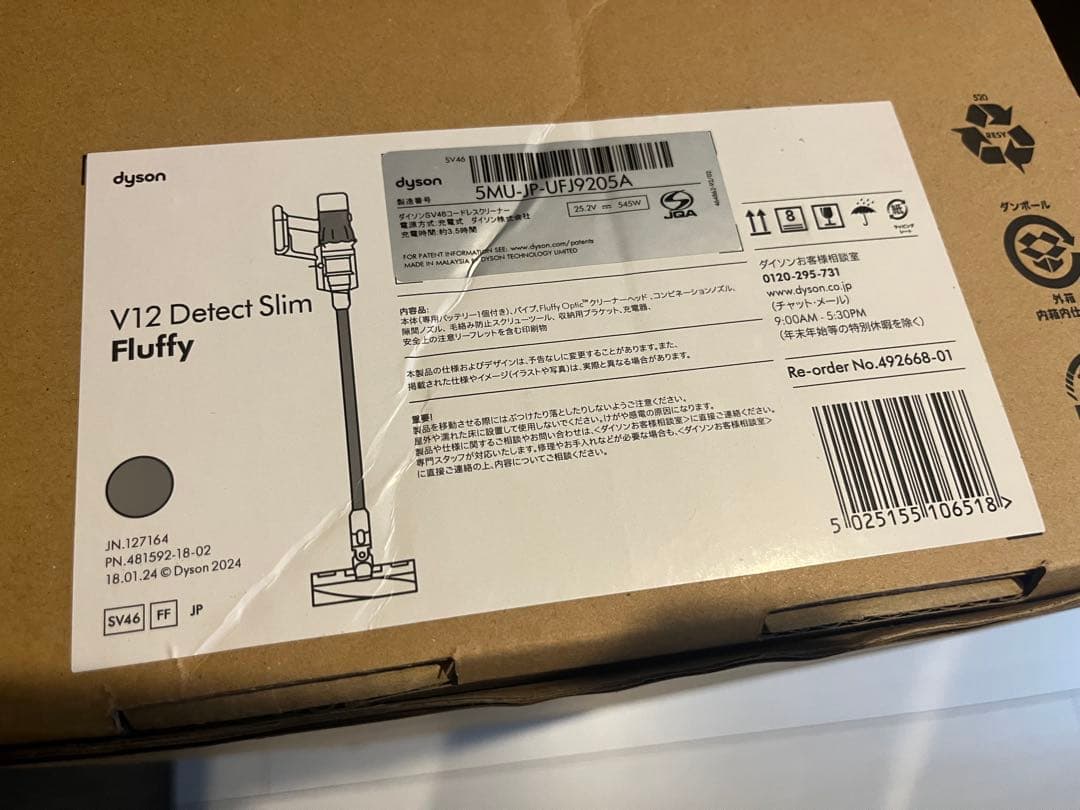 dyson
V12 Detect Slim
Fluffy
JN.127164
PN.481592-18-02
18.01.24 © Dyson 2024
SV46 FF JP
SV46
dyson
5MU-JP-UFJ9205A
製造番号
ダイソンSV46コードレスクリーナー
電源方式:充電式 ダイソン株式会社
充電時間:約3.5時間
25.2V ⎓ 545W
JQA
FOR PATENT INFORMATION SEE: www.dyson.com/patents
MADE IN MALAYSIA DYSON TECHNOLOGY LIMITED
内容品:
本体(専用バッテリー1個付き)、パイプ、Fluffy Optic™クリーナーヘッド、コンビネーションノズル、
隙間ノズル、毛絡み防止スクリューツール、収納用ブラケット、充電器、
安全上の注意リーフレットを含む印刷物
本製品の仕様およびデザインは、予告なしに変更することがあります。また、
掲載された仕様やイメージ(イラストや写真)は、実際と異なる場合があります。
重要!
製品を移動させる際にはぶつけたり落としたりしないようご注意ください。
屋外や濡れた床に設置して使用しないでください。けがや感電の原因になります。
製品や仕様に関するご相談やお問い合わせは、<ダイソンお客様相談室>に直接ご連絡ください。
専門スタッフが対応いたします。修理やお手入れなどが必要な場合も、<ダイソンお客様相談室>
に直接ご連絡の上、内容についてご相談ください。
8
紙
ダイソンお客様相談室
0120-295-731
www.dyson.co.jp
(チャット・メール)
9:00AM - 5:30PM
(年末年始等の特別休暇を除く)
Re-order No.492668-01
5 025155 106518 >
520
RESY
ダンボール
外箱